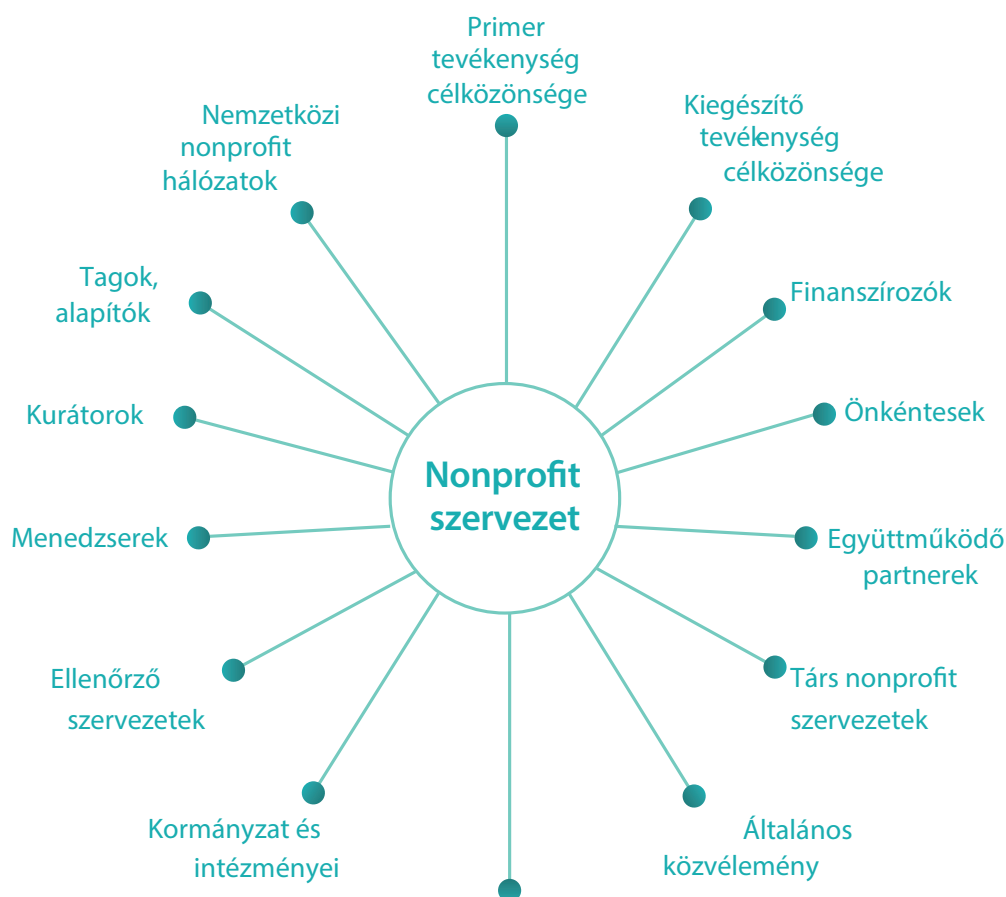 Primer
tevékenység
célközönsége
Kiegészítő
tevékenység
célközönsége
Finanszírozók
Önkéntesek
Együttműködő
partnerek
Társ nonprofit
szervezetek
Általános
közvélemény
Kormányzat és
intézményei
Ellenőrző
szervezetek
Menedzserek
Kurátorok
Tagok,
alapítók
Nemzetközi
nonprofit
hálózatok
Nonprofit
szervezet